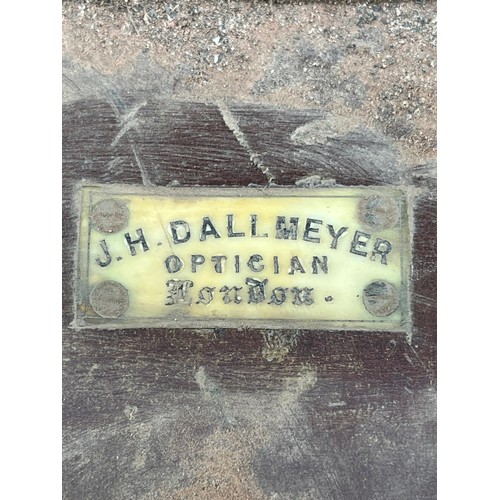 J. H. DALLMEYER
OPTICIAN
London.